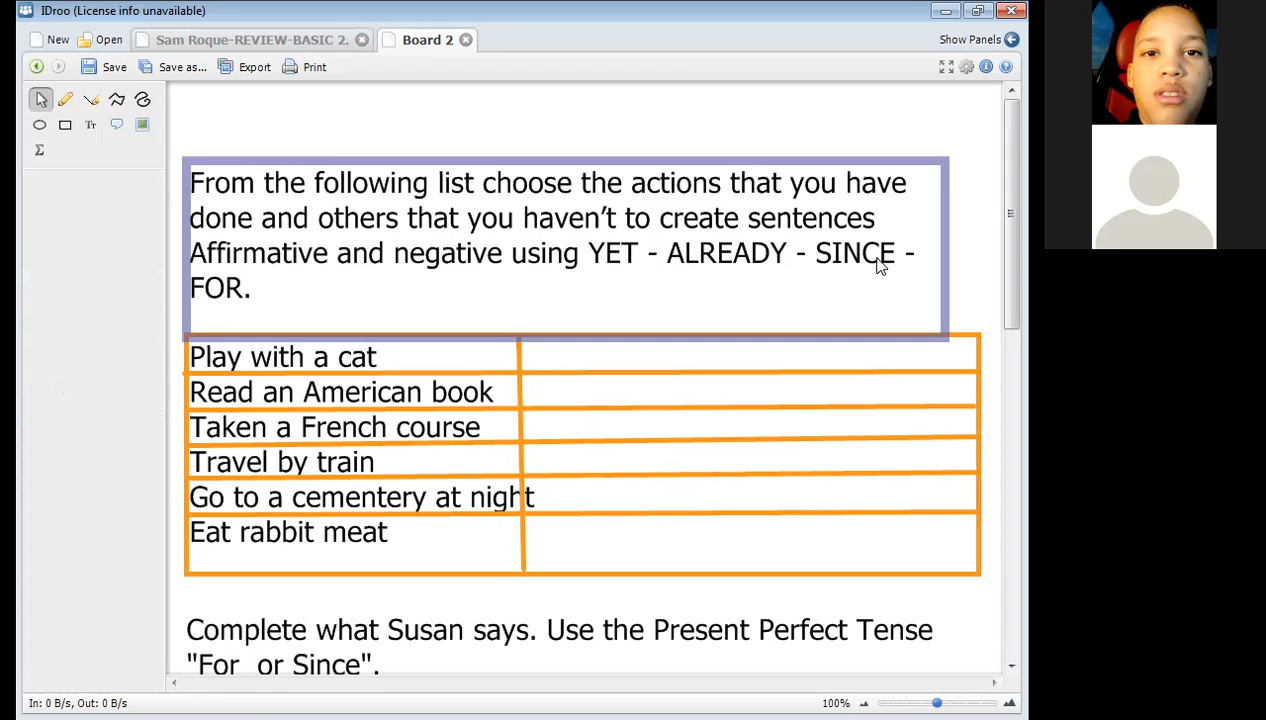 IDroo (License info unavailable)
New Open Sam Roque-REVIEW-BASIC 2. Board 2 Show Panels
Save Save as... Export Print
Tr
Σ
From the following list choose the actions that you have
done and others that you haven't to create sentences
Affirmative and negative using YET - ALREADY - SINCE -
FOR.
Play with a cat
Read an American book
Taken a French course
Travel by train
Go to a cementery at night
Eat rabbit meat
Complete what Susan says. Use the Present Perfect Tense
"For or Since".
In: 0 B/s, Out: 0 B/s 100%